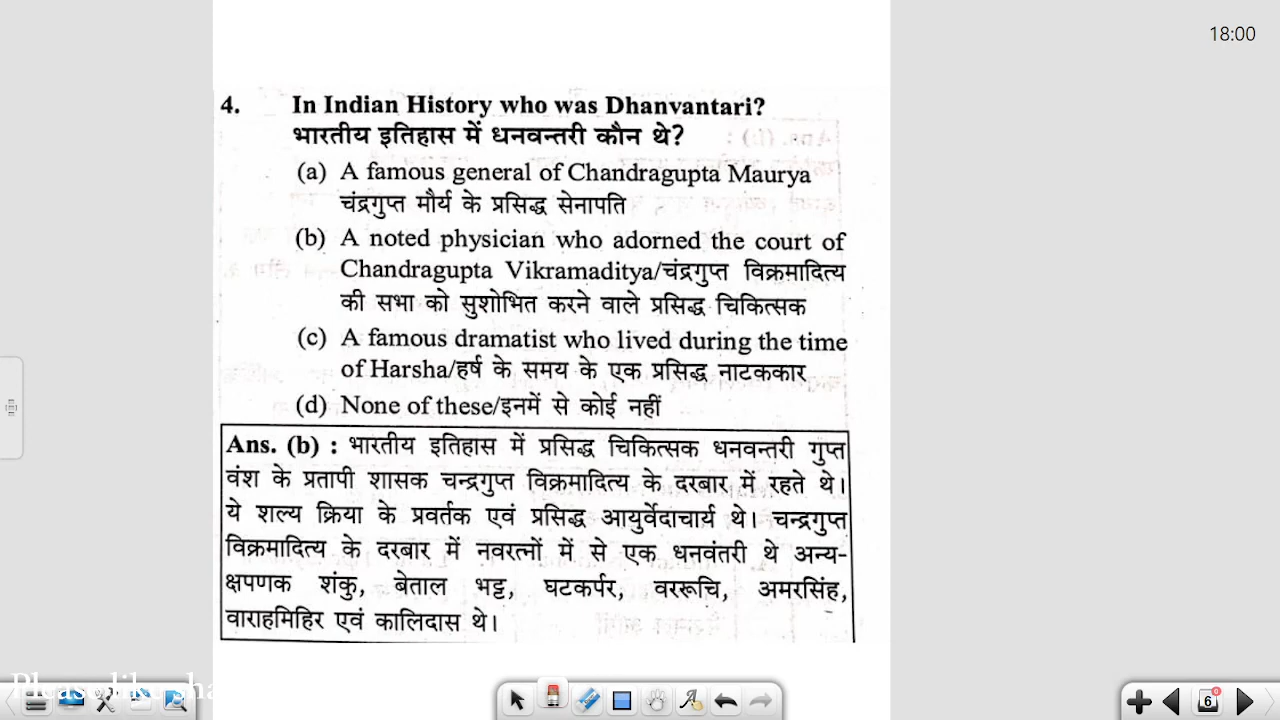 18:00
4. In Indian History who was Dhanvantari?
भारतीय इतिहास में धनवन्तरी कौन थे?
(a) A famous general of Chandragupta Maurya
चंद्रगुप्त मौर्य के प्रसिद्ध सेनापति
(b) A noted physician who adorned the court of
Chandragupta Vikramaditya/चंद्रगुप्त विक्रमादित्य
की सभा को सुशोभित करने वाले प्रसिद्ध चिकित्सक
(c) A famous dramatist who lived during the time
of Harsha/हर्ष के समय के एक प्रसिद्ध नाटककार
(d) None of these/इनमें से कोई नहीं
Ans. (b) : भारतीय इतिहास में प्रसिद्ध चिकित्सक धनवन्तरी गुप्त
वंश के प्रतापी शासक चन्द्रगुप्त विक्रमादित्य के दरबार में रहते थे।
ये शल्य क्रिया के प्रवर्तक एवं प्रसिद्ध आयुर्वेदाचार्य थे। चन्द्रगुप्त
विक्रमादित्य के दरबार में नवरत्नों में से एक धनवंतरी थे अन्य-
क्षपणक शंकु, बेताल भट्ट, घटकर्पर, वररूचि, अमरसिंह,
वाराहमिहिर एवं कालिदास थे।
Please like sha
6